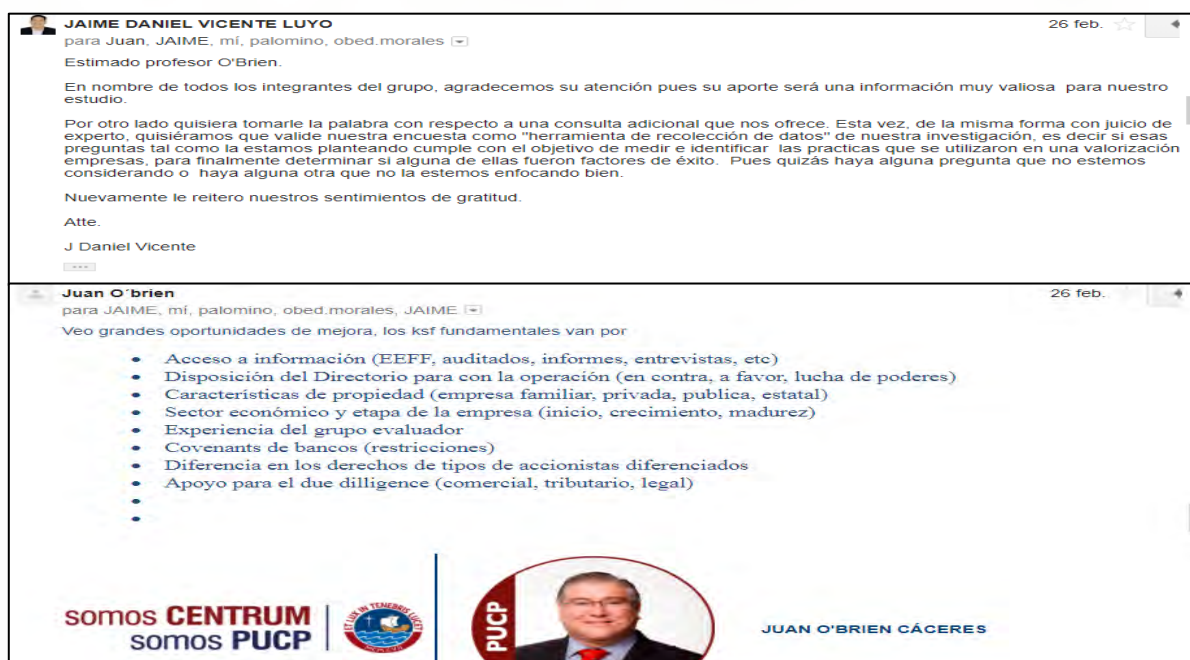 JAIME DANIEL VICENTE LUYO
26 feb.
para Juan, JAIME, mí, palomino, obed.morales
Estimado profesor O'Brien.
En nombre de todos los integrantes del grupo, agradecemos su atención pues su aporte será una información muy valiosa para nuestro
estudio.
Por otro lado quisiera tomarle la palabra con respecto a una consulta adicional que nos ofrece. Esta vez, de la misma forma con juicio de
experto, quisiéramos que valide nuestra encuesta como "herramienta de recolección de datos" de nuestra investigación, es decir si esas
preguntas tal como la estamos planteando cumple con el objetivo de medir e identificar las practicas que se utilizaron en una valorización
empresas, para finalmente determinar si alguna de ellas fueron factores de éxito. Pues quizás haya alguna pregunta que no estemos
considerando o haya alguna otra que no la estemos enfocando bien.
Nuevamente le reitero nuestros sentimientos de gratitud.
Atte.
J Daniel Vicente
Juan O´brien
26 feb.
para JAIME, mí, palomino, obed.morales, JAIME
Veo grandes oportunidades de mejora, los ksf fundamentales van por
• Acceso a información (EEFF, auditados, informes, entrevistas, etc)
• Disposición del Directorio para con la operación (en contra, a favor, lucha de poderes)
• Características de propiedad (empresa familiar, privada, publica, estatal)
• Sector económico y etapa de la empresa (inicio, crecimiento, madurez)
• Experiencia del grupo evaluador
• Covenants de bancos (restricciones)
• Diferencia en los derechos de tipos de accionistas diferenciados
• Apoyo para el due dilligence (comercial, tributario, legal)
•
•
somos CENTRUM
somos PUCP
ET LUX IN TENEBRIS LUCET
PUCP
JUAN O'BRIEN CÁCERES